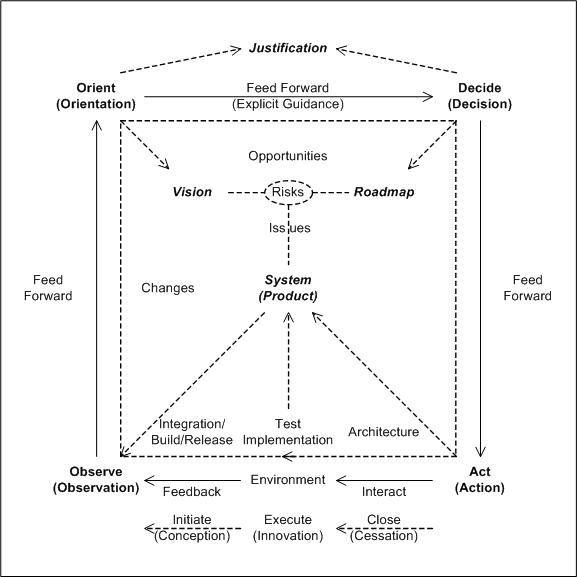 Justification
Orient
(Orientation)
Feed Forward
(Explicit Guidance)
Decide
(Decision)
Opportunities
Vision
Risks
Roadmap
Issues
Feed
Forward
Changes
System
(Product)
Feed
Forward
Integration/
Build/Release
Test
Implementation
Architecture
Observe
(Observation)
Feedback
Environment
Interact
Act
(Action)
Initiate
(Conception)
Execute
(Innovation)
Close
(Cessation)